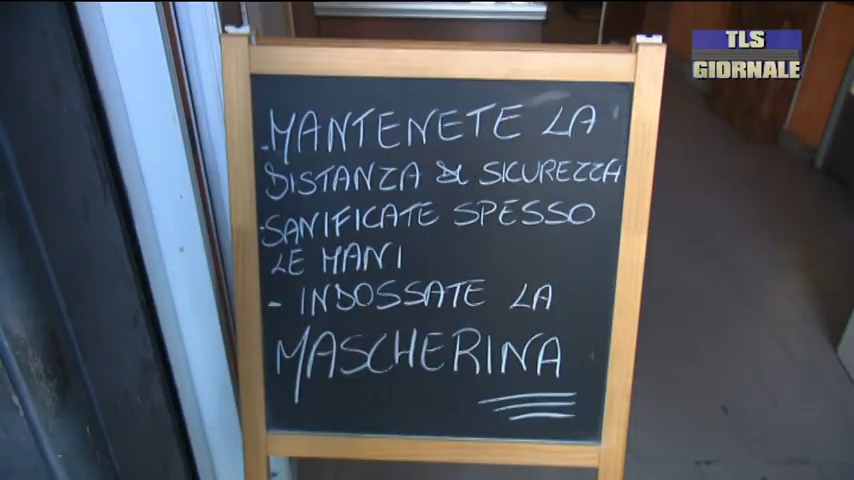 TLS
GIORNALE
- MANTENETE LA
DISTANZA DI SICUREZZA
- SANIFICATE SPESSO
LE MANI
- INDOSSATE LA
MASCHERINA